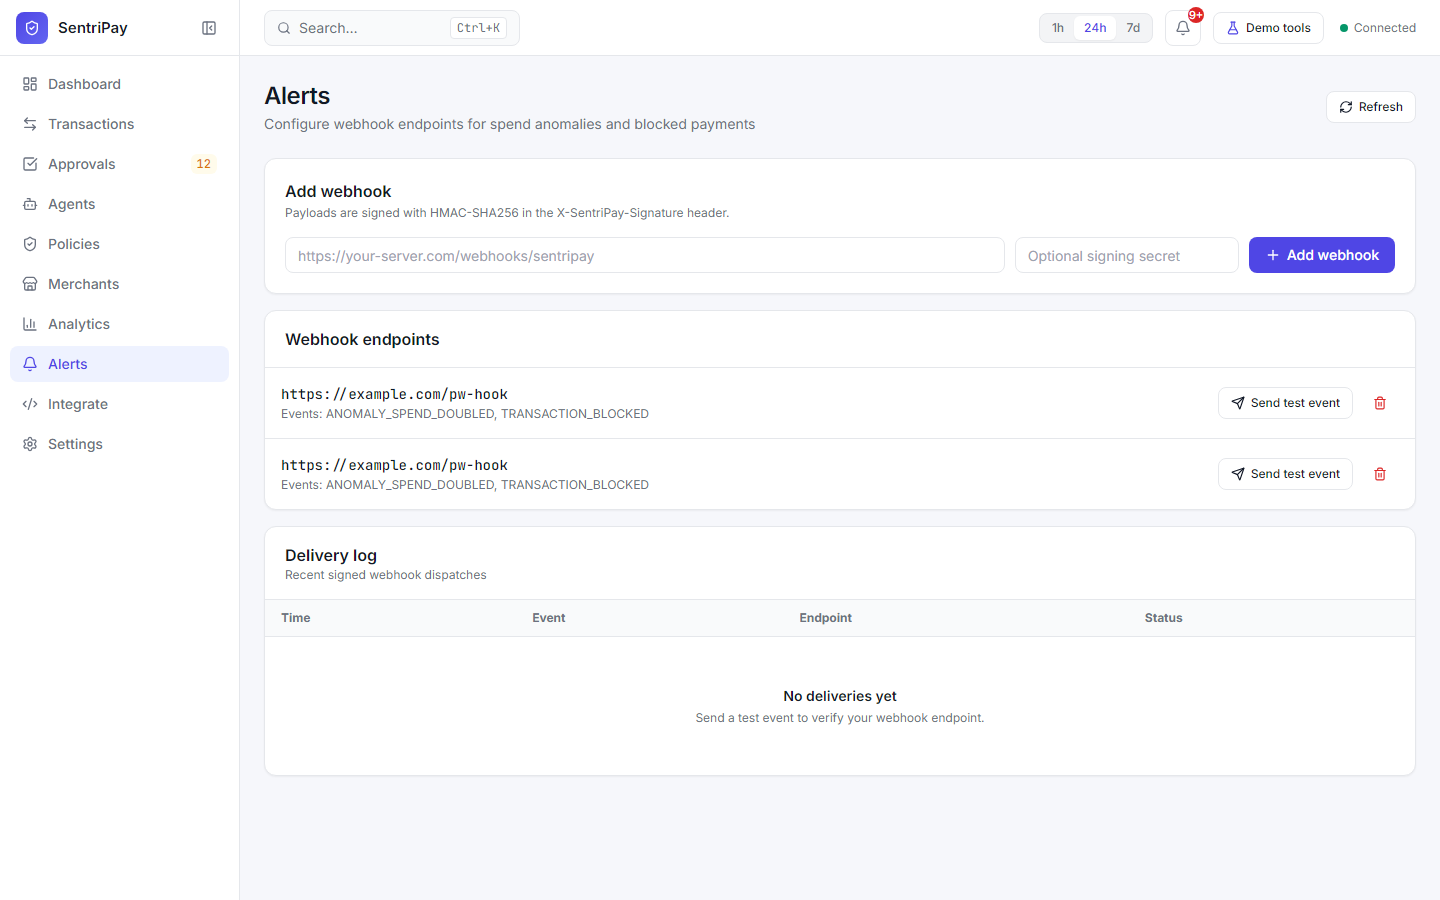 SentriPay
Search...
Ctrl+K
1h
24h
7d
9+
Demo tools
Connected
Dashboard
Transactions
Approvals
12
Agents
Policies
Merchants
Analytics
Alerts
Integrate
Settings
Alerts
Configure webhook endpoints for spend anomalies and blocked payments
Refresh
Add webhook
Payloads are signed with HMAC-SHA256 in the X-SentriPay-Signature header.
https://your-server.com/webhooks/sentripay
Optional signing secret
Add webhook
Webhook endpoints
https://example.com/pw-hook
Events: ANOMALY_SPEND_DOUBLED, TRANSACTION_BLOCKED
Send test event
https://example.com/pw-hook
Events: ANOMALY_SPEND_DOUBLED, TRANSACTION_BLOCKED
Send test event
Delivery log
Recent signed webhook dispatches
Time
Event
Endpoint
Status
No deliveries yet
Send a test event to verify your webhook endpoint.